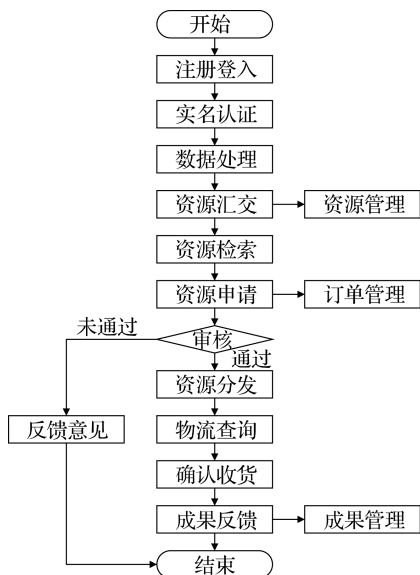 开始
注册登入
实名认证
数据处理
资源汇交
资源管理
资源检索
资源申请
订单管理
未通过
审核
通过
资源分发
反馈意见
物流查询
确认收货
成果反馈
成果管理
结束